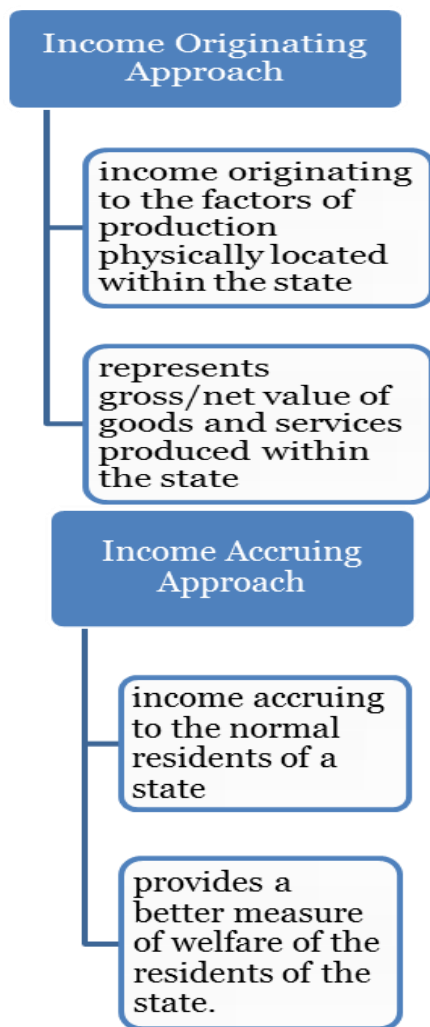 Income Originating
Approach
income originating
to the factors of
production
physically located
within the state
represents
gross/net value of
goods and services
produced within
the state
Income Accruing
Approach
income accruing
to the normal
residents of a
state
provides a
better measure
of welfare of the
residents of the
state.